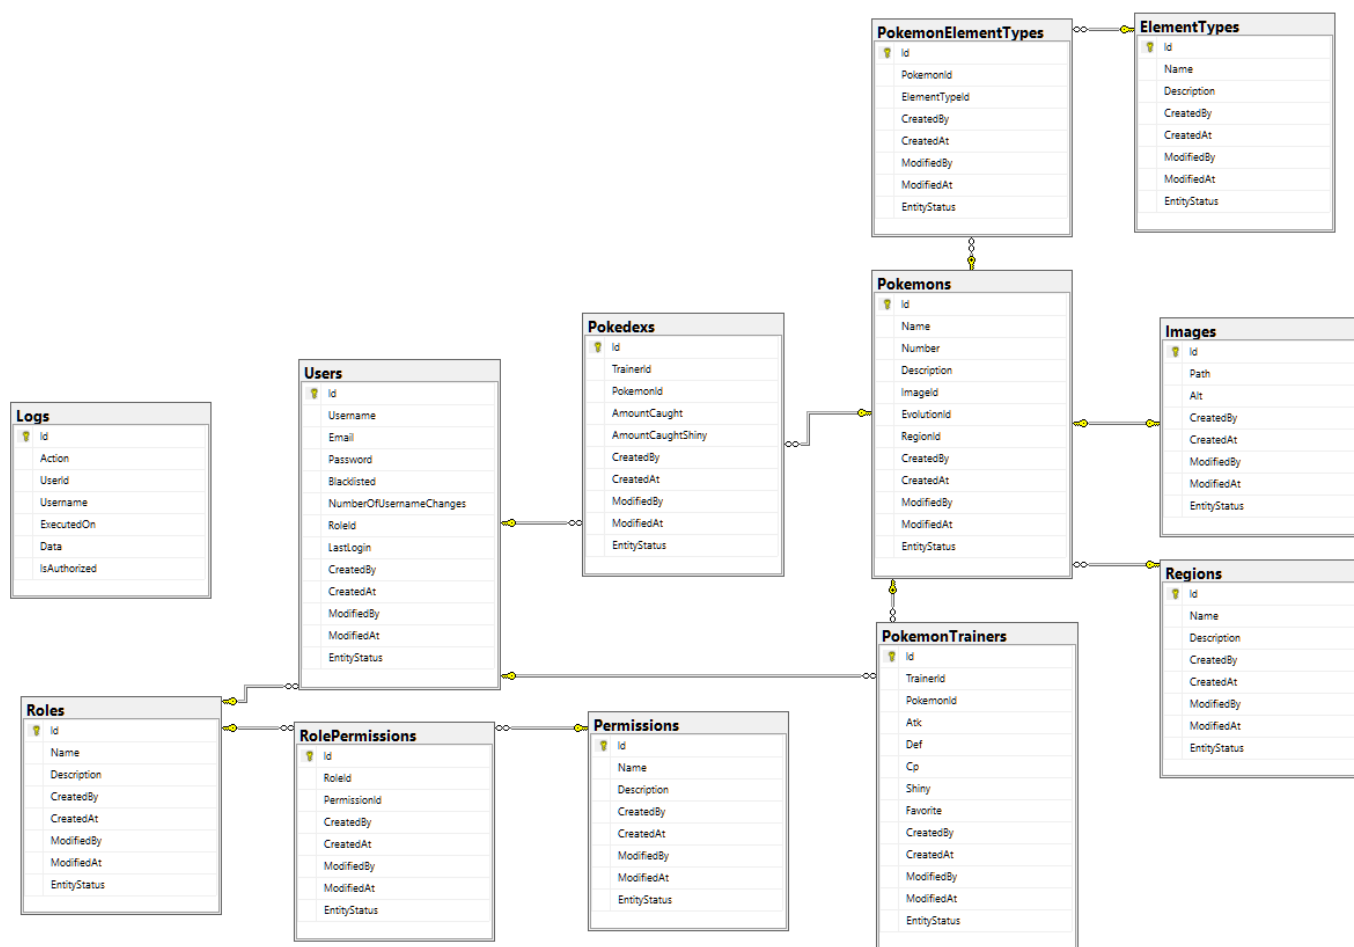 PokemonElementTypes
Id
PokemonId
ElementTypeId
CreatedBy
CreatedAt
ModifiedBy
ModifiedAt
EntityStatus
ElementTypes
Id
Name
Description
CreatedBy
CreatedAt
ModifiedBy
ModifiedAt
EntityStatus
Pokemons
Id
Name
Number
Description
ImageId
EvolutionId
RegionId
CreatedBy
CreatedAt
ModifiedBy
ModifiedAt
EntityStatus
Images
Id
Path
Alt
CreatedBy
CreatedAt
ModifiedBy
ModifiedAt
EntityStatus
Pokedexs
Id
TrainerId
PokemonId
AmountCaught
AmountCaughtShiny
CreatedBy
CreatedAt
ModifiedBy
ModifiedAt
EntityStatus
Users
Id
Username
Email
Password
Blacklisted
NumberOfUsernameChanges
RoleId
LastLogin
CreatedBy
CreatedAt
ModifiedBy
ModifiedAt
EntityStatus
Logs
Id
Action
UserId
Username
ExecutedOn
Data
IsAuthorized
Regions
Id
Name
Description
CreatedBy
CreatedAt
ModifiedBy
ModifiedAt
EntityStatus
PokemonTrainers
Id
TrainerId
PokemonId
Atk
Def
Cp
Shiny
Favorite
CreatedBy
CreatedAt
ModifiedBy
ModifiedAt
EntityStatus
Roles
Id
Name
Description
CreatedBy
CreatedAt
ModifiedBy
ModifiedAt
EntityStatus
RolePermissions
Id
RoleId
PermissionId
CreatedBy
CreatedAt
ModifiedBy
ModifiedAt
EntityStatus
Permissions
Id
Name
Description
CreatedBy
CreatedAt
ModifiedBy
ModifiedAt
EntityStatus